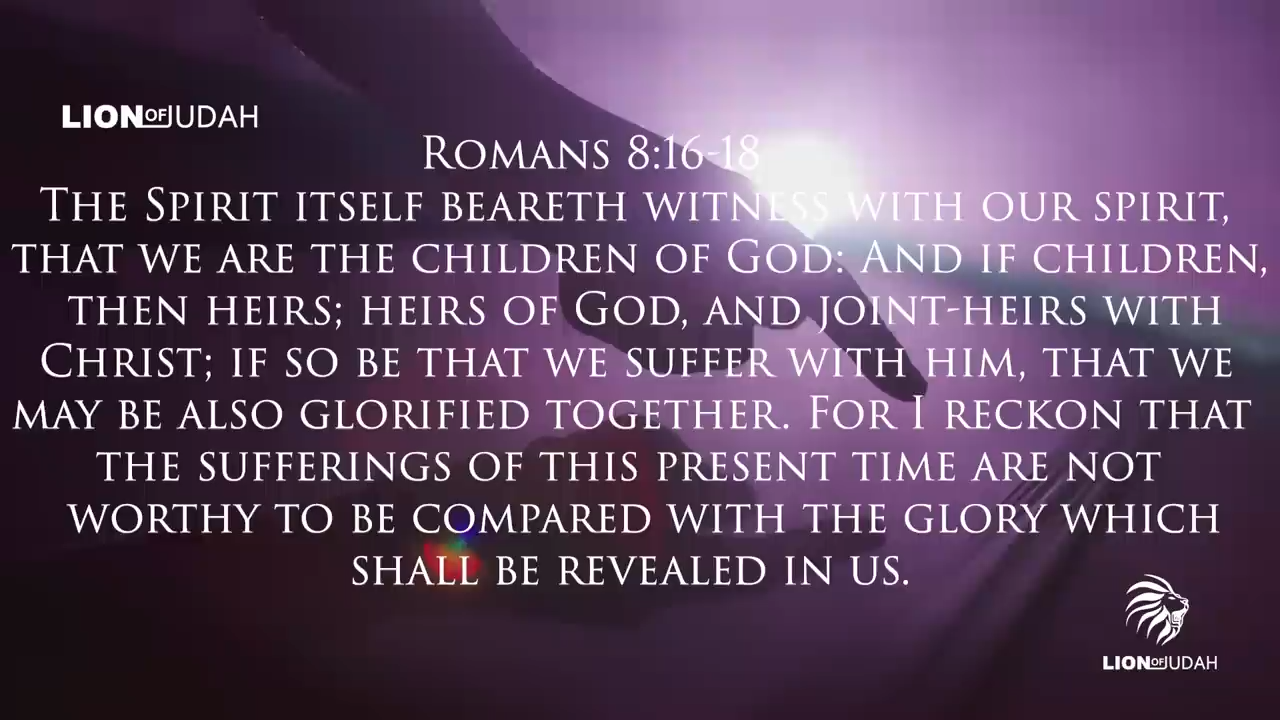 LION OF JUDAH
Romans 8:16-18
The Spirit itself beareth witness with our spirit,
that we are the children of God: And if children,
then heirs; heirs of God, and joint-heirs with
Christ; if so be that we suffer with him, that we
may be also glorified together. For I reckon that
the sufferings of this present time are not
worthy to be compared with the glory which
shall be revealed in us.
LION OF JUDAH